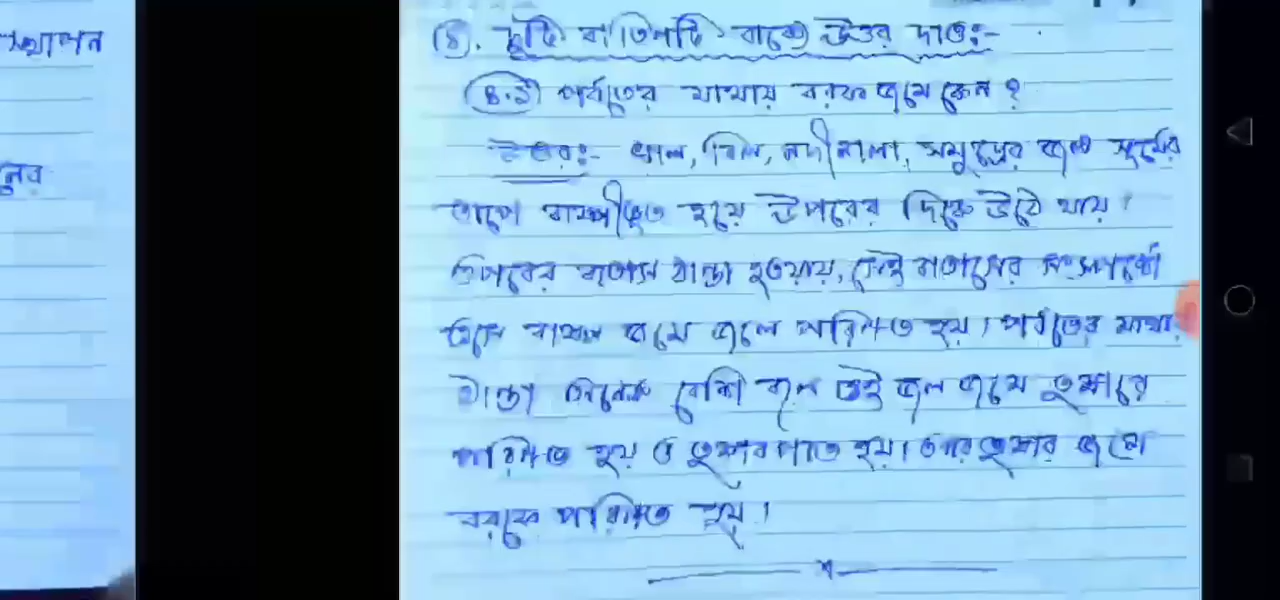 স্থাপন
(৪). দুটি বা তিনটি বাক্যে উত্তর দাও :-
৪.১ পর্বতের মাথায় বরফ জমে কেন ?
উত্তর :- খাল, বিল, নদীনালা, সমুদ্রের জল সূর্যের
তাপে বাষ্পীভূত হয়ে উপরের দিকে উঠে যায়।
উপরের বাতাস ঠান্ডা হওয়ায়, সেই বাতাসের সংস্পর্শে
এসে বাষ্প জমে জলে পরিণত হয়। পর্বতের মাথা
ঠান্ডা অনেক বেশি বলে ওই জল জমে তুষারে
পরিণত হয় ও তুষারপাত হয়। তুষার জমে
বরফে পরিণত হয়।